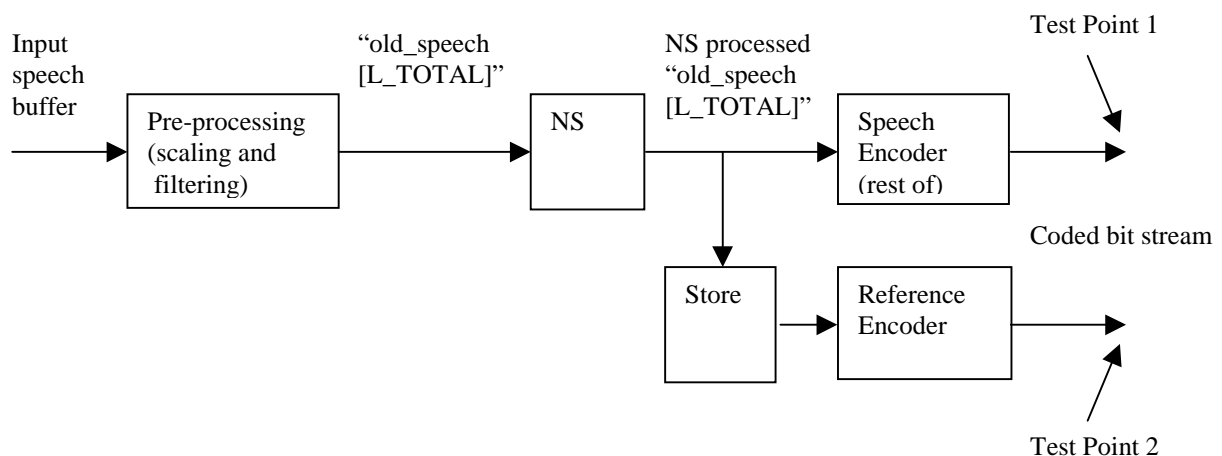 Input
speech
buffer
“old_speech
[L_TOTAL]”
NS processed
“old_speech
[L_TOTAL]”
Test Point 1
Pre-processing
(scaling and
filtering)
NS
Speech
Encoder
(rest of)
Coded bit stream
Store
Reference
Encoder
Test Point 2